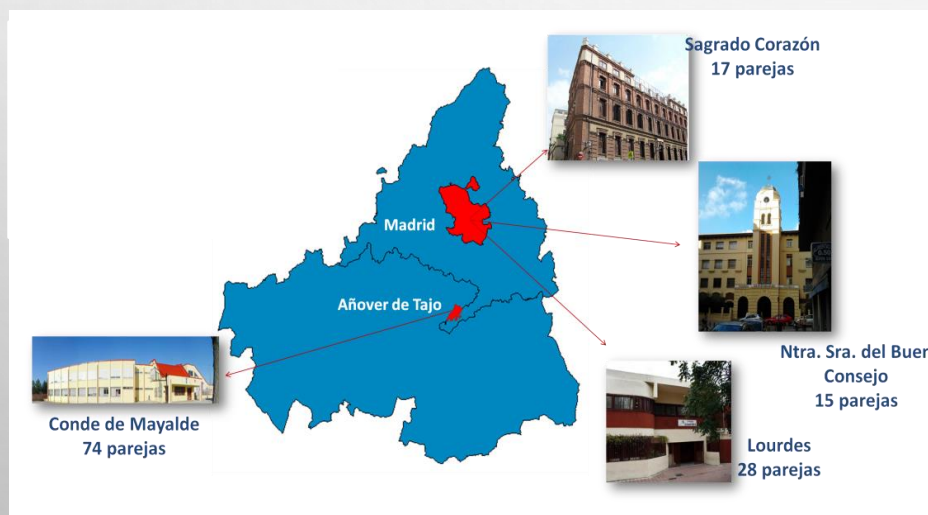 Sagrado Corazón
17 parejas
Madrid
Añover de Tajo
Ntra. Sra. del Buen
Consejo
15 parejas
Conde de Mayalde
74 parejas
Lourdes
28 parejas